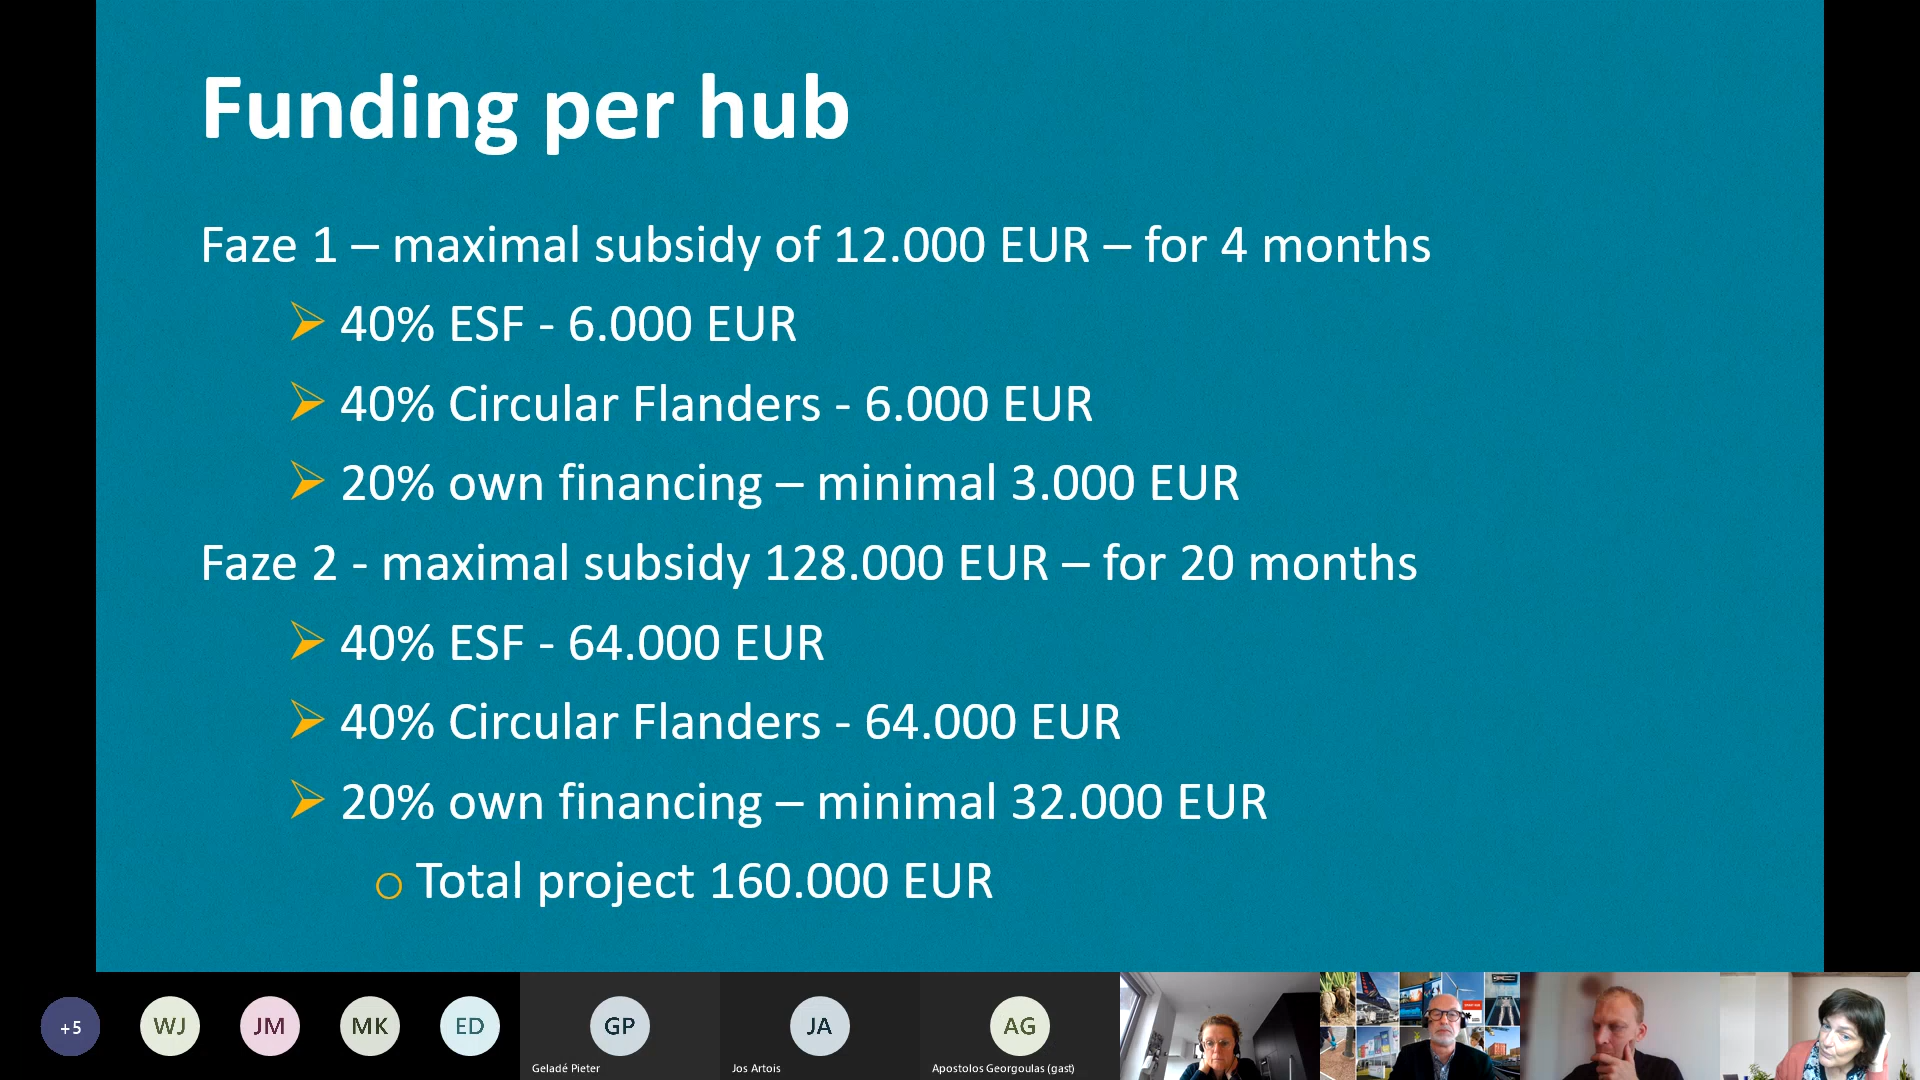 Funding per hub
Faze 1 – maximal subsidy of 12.000 EUR – for 4 months
40% ESF - 6.000 EUR
40% Circular Flanders - 6.000 EUR
20% own financing – minimal 3.000 EUR
Faze 2 - maximal subsidy 128.000 EUR – for 20 months
40% ESF - 64.000 EUR
40% Circular Flanders - 64.000 EUR
20% own financing – minimal 32.000 EUR
Total project 160.000 EUR
+5
WJ
JM
MK
ED
GP
JA
AG
Geladé Pieter
Jos Artois
Apostolos Georgoulas (gast)